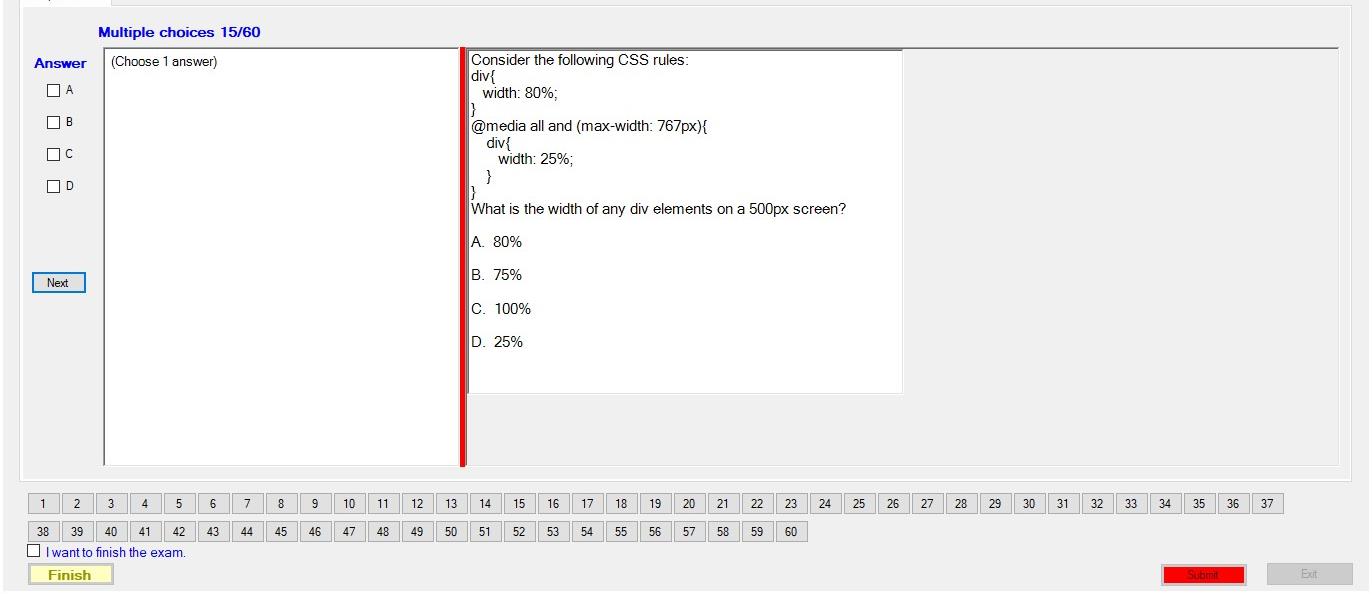 Multiple choices 15/60
Answer
A
B
C
D
Next
(Choose 1 answer)
Consider the following CSS rules:
div{
width: 80%;
}
@media all and (max-width: 767px){
div{
width: 25%;
}
}
What is the width of any div elements on a 500px screen?
A. 80%
B. 75%
C. 100%
D. 25%
1 2 3 4 5 6 7 8 9 10 11 12 13 14 15 16 17 18 19 20 21 22 23 24 25 26 27 28 29 30 31 32 33 34 35 36 37
38 39 40 41 42 43 44 45 46 47 48 49 50 51 52 53 54 55 56 57 58 59 60
I want to finish the exam.
Finish
Submit
Exit